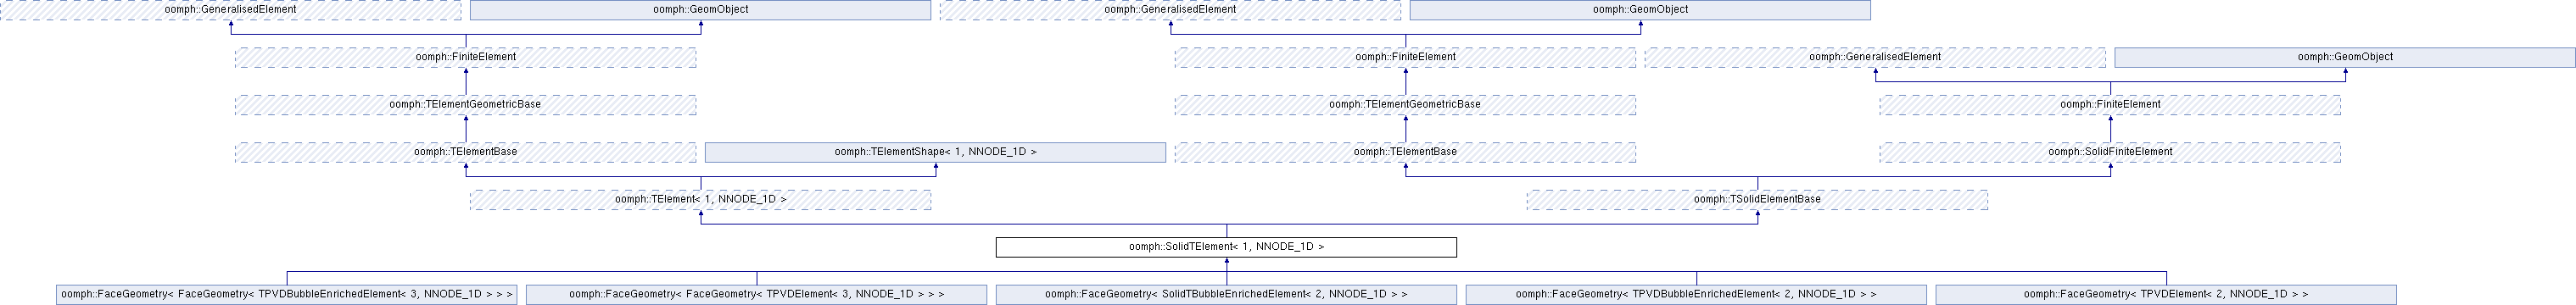 oomph::GeneralisedElement
oomph::GeomObject
oomph::GeneralisedElement
oomph::GeomObject
oomph::FiniteElement
oomph::FiniteElement
oomph::GeneralisedElement
oomph::GeomObject
oomph::TElementGeometricBase
oomph::TElementGeometricBase
oomph::FiniteElement
oomph::TElementBase
oomph::TElementShape< 1, NNODE_1D >
oomph::TElementBase
oomph::SolidFiniteElement
oomph::TElement< 1, NNODE_1D >
oomph::TSolidElementBase
oomph::SolidTElement< 1, NNODE_1D >
oomph::FaceGeometry< FaceGeometry< TPVDBubbleEnrichedElement< 3, NNODE_1D > > >
oomph::FaceGeometry< FaceGeometry< TPVDElement< 3, NNODE_1D > > >
oomph::FaceGeometry< SolidTBubbleEnrichedElement< 2, NNODE_1D > >
oomph::FaceGeometry< TPVDBubbleEnrichedElement< 2, NNODE_1D > >
oomph::FaceGeometry< TPVDElement< 2, NNODE_1D > >